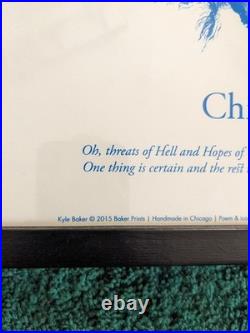 Ch
Oh, threats of Hell and Hopes of
One thing is certain and the rest
Kyle Baker © 2015 Baker Prints | Handmade in Chicago | Poem &